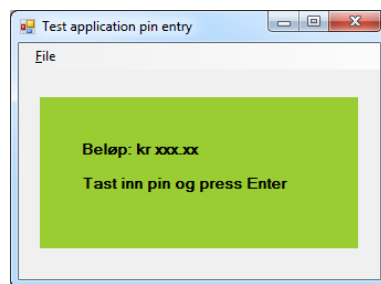 Test application pin entry
File
Beløp: kr xxx.xx
Tast inn pin og press Enter